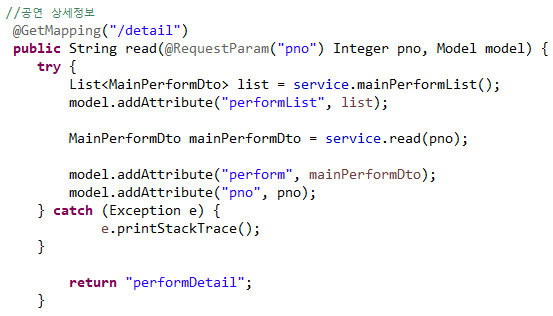 //공연 상세정보
@GetMapping("/detail")
public String read(@RequestParam("pno") Integer pno, Model model) {
try {
List<MainPerformDto> list = service.mainPerformList();
model.addAttribute("performList", list);
MainPerformDto mainPerformDto = service.read(pno);
model.addAttribute("perform", mainPerformDto);
model.addAttribute("pno", pno);
} catch (Exception e) {
e.printStackTrace();
}
return "performDetail";
}